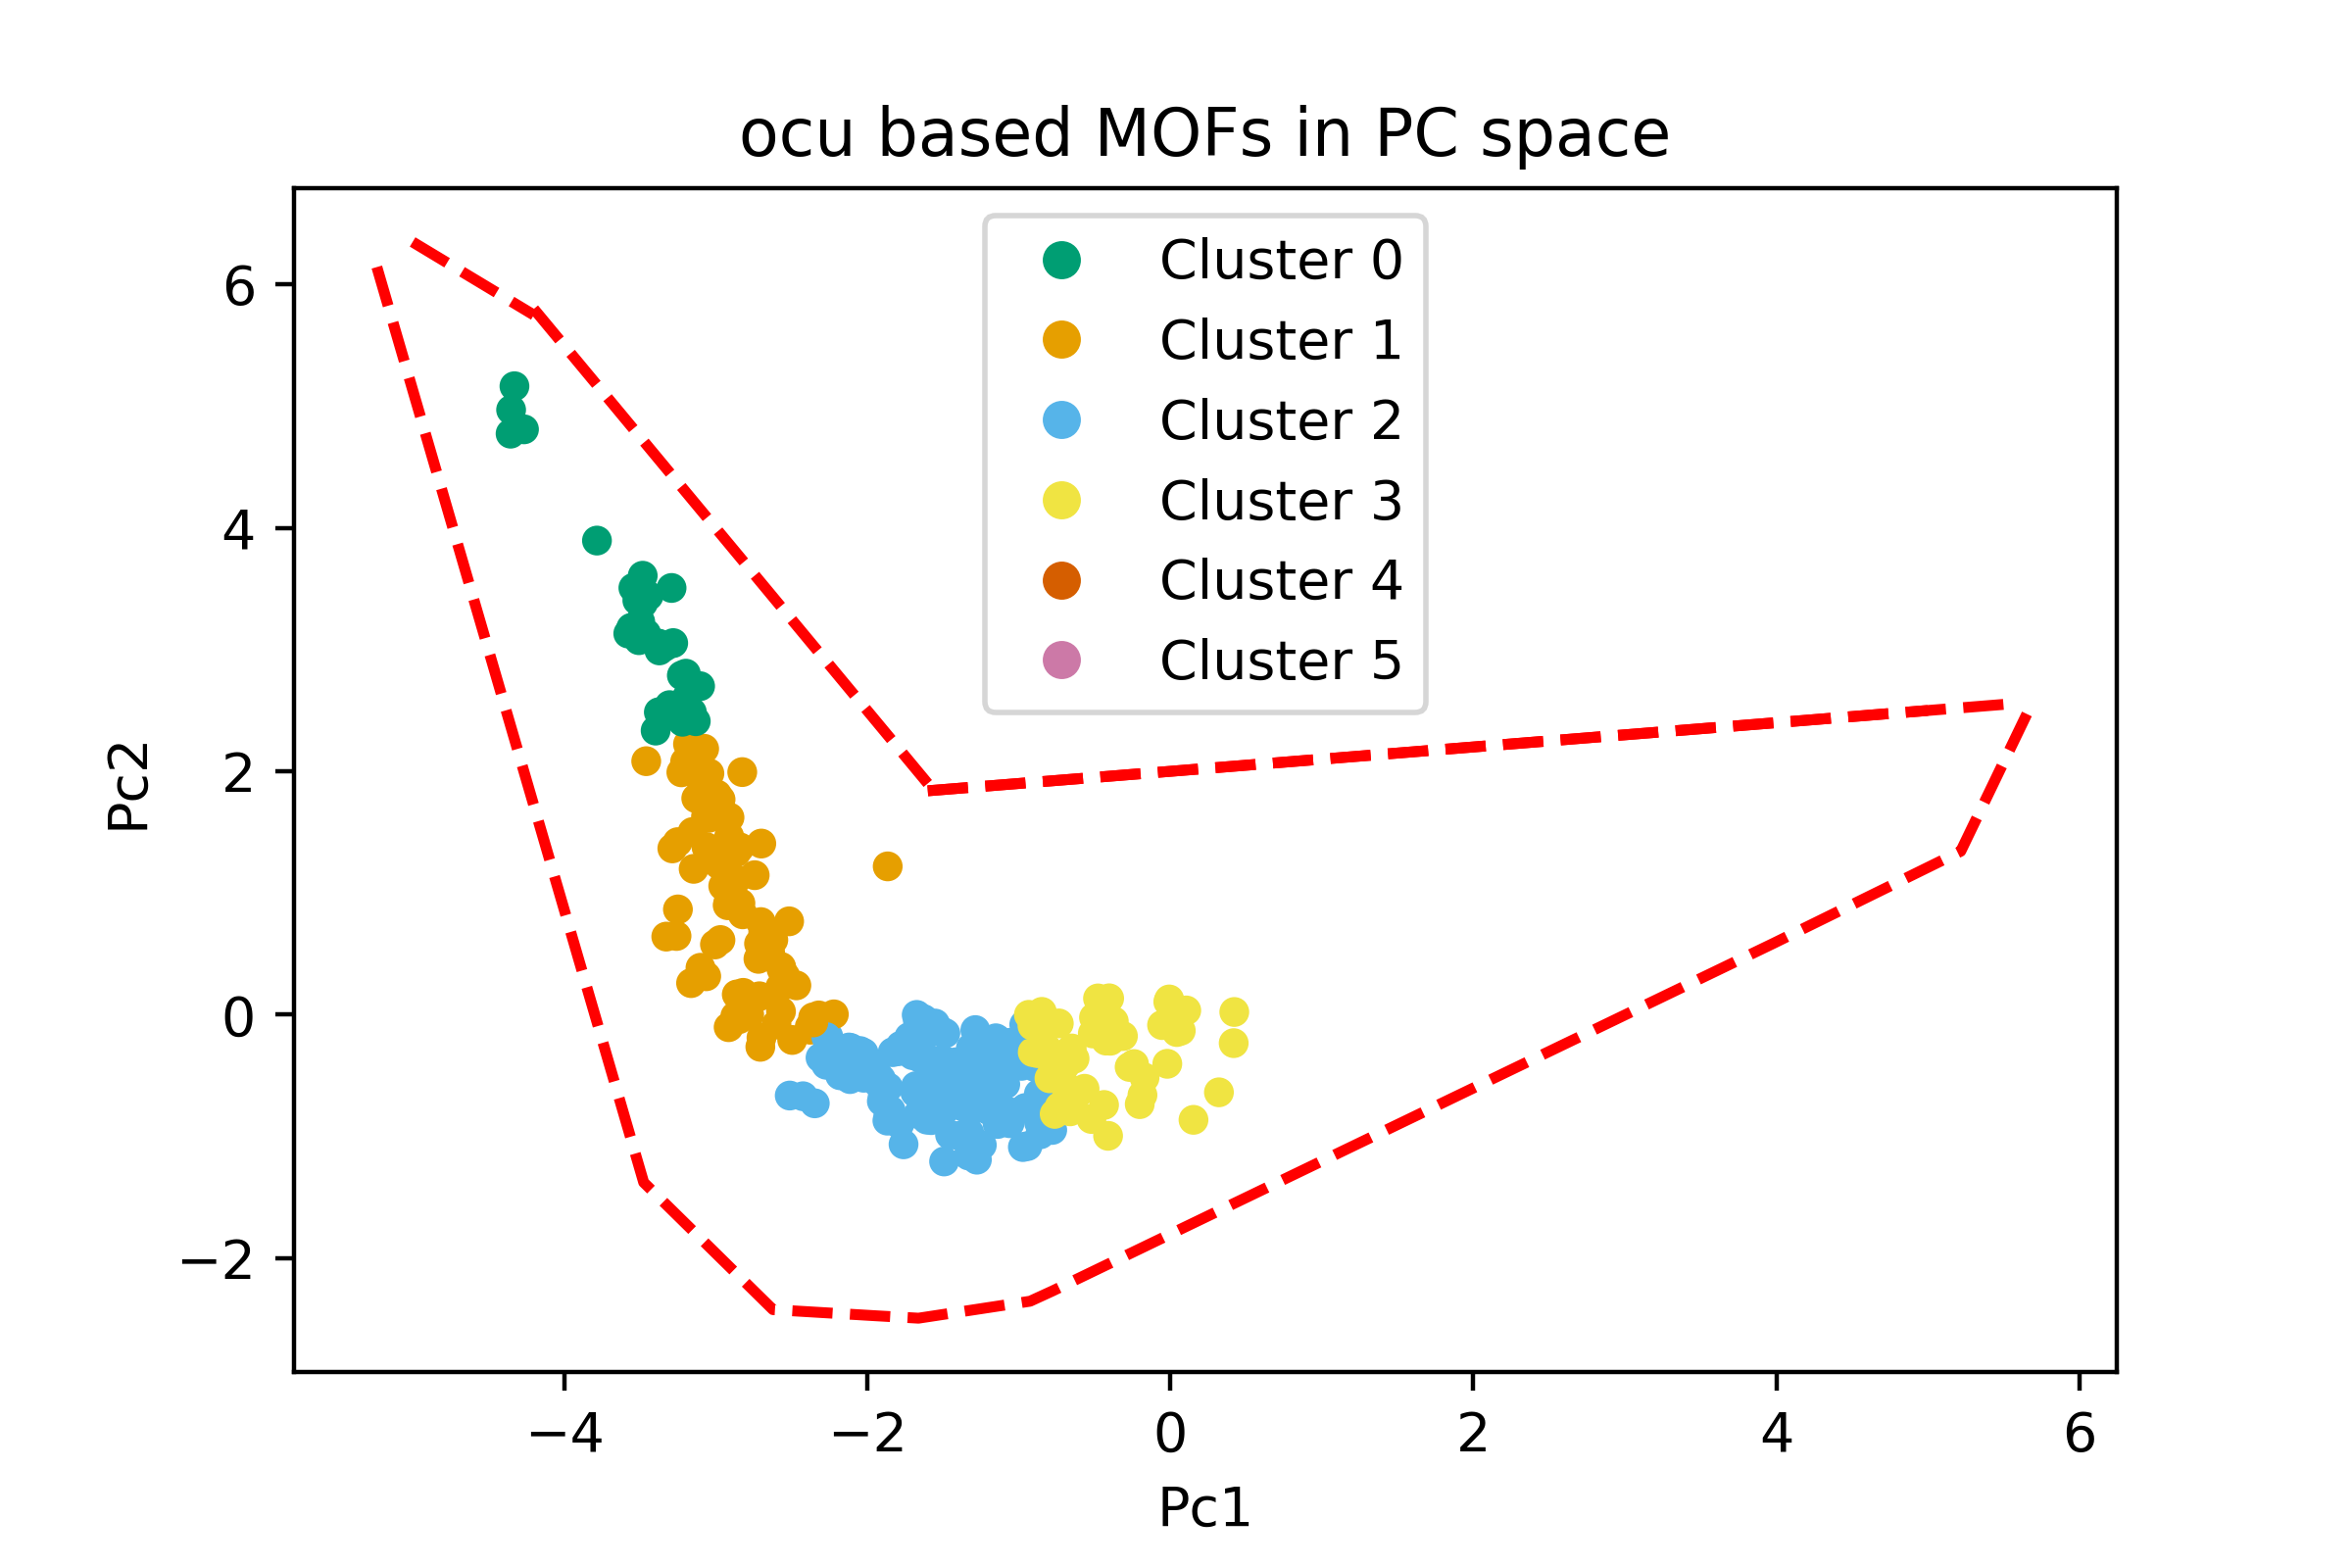 ocu based MOFs in PC space
Cluster 0
Cluster 1
Cluster 2
Cluster 3
Cluster 4
Cluster 5
6
4
2
0
−2
Pc2
−4 −2 0 2 4 6
Pc1